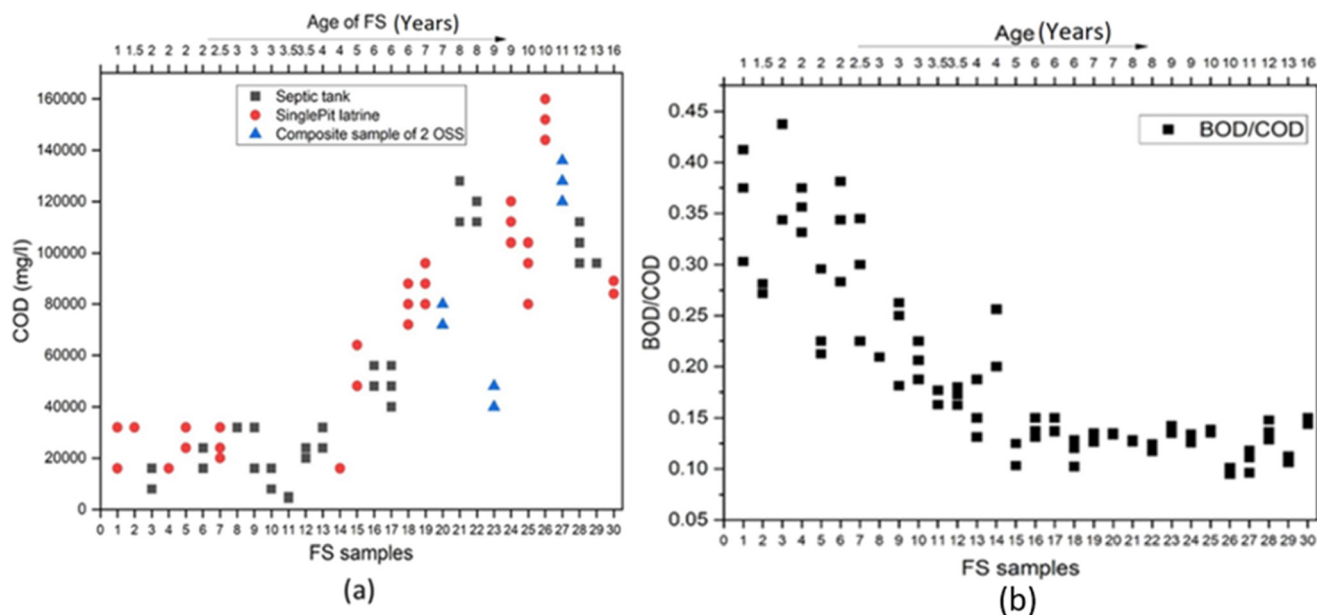 Age of FS (Years)
1 1.5 2 2 2 2 2.5 3 3 3 3.5 3.5 4 4 5 6 6 6 7 7 8 8 9 9 10 10 11 12 13 16
160000
140000
120000
100000
80000
60000
40000
20000
0
COD (mg/l)
Septic tank
SinglePit latrine
Composite sample of 2 OSS
0 1 2 3 4 5 6 7 8 9 10 11 12 13 14 15 16 17 18 19 20 21 22 23 24 25 26 27 28 29 30
FS samples
(a)
Age (Years)
1 1.5 2 2 2 2 2.5 3 3 3 3.5 3.5 4 4 5 6 6 6 7 7 8 8 9 9 10 10 11 12 13 16
0.45
0.40
0.35
0.30
0.25
0.20
0.15
0.10
0.05
BOD/COD
BOD/COD
0 1 2 3 4 5 6 7 8 9 10 11 12 13 14 15 16 17 18 19 20 21 22 23 24 25 26 27 28 29 30
FS samples
(b)